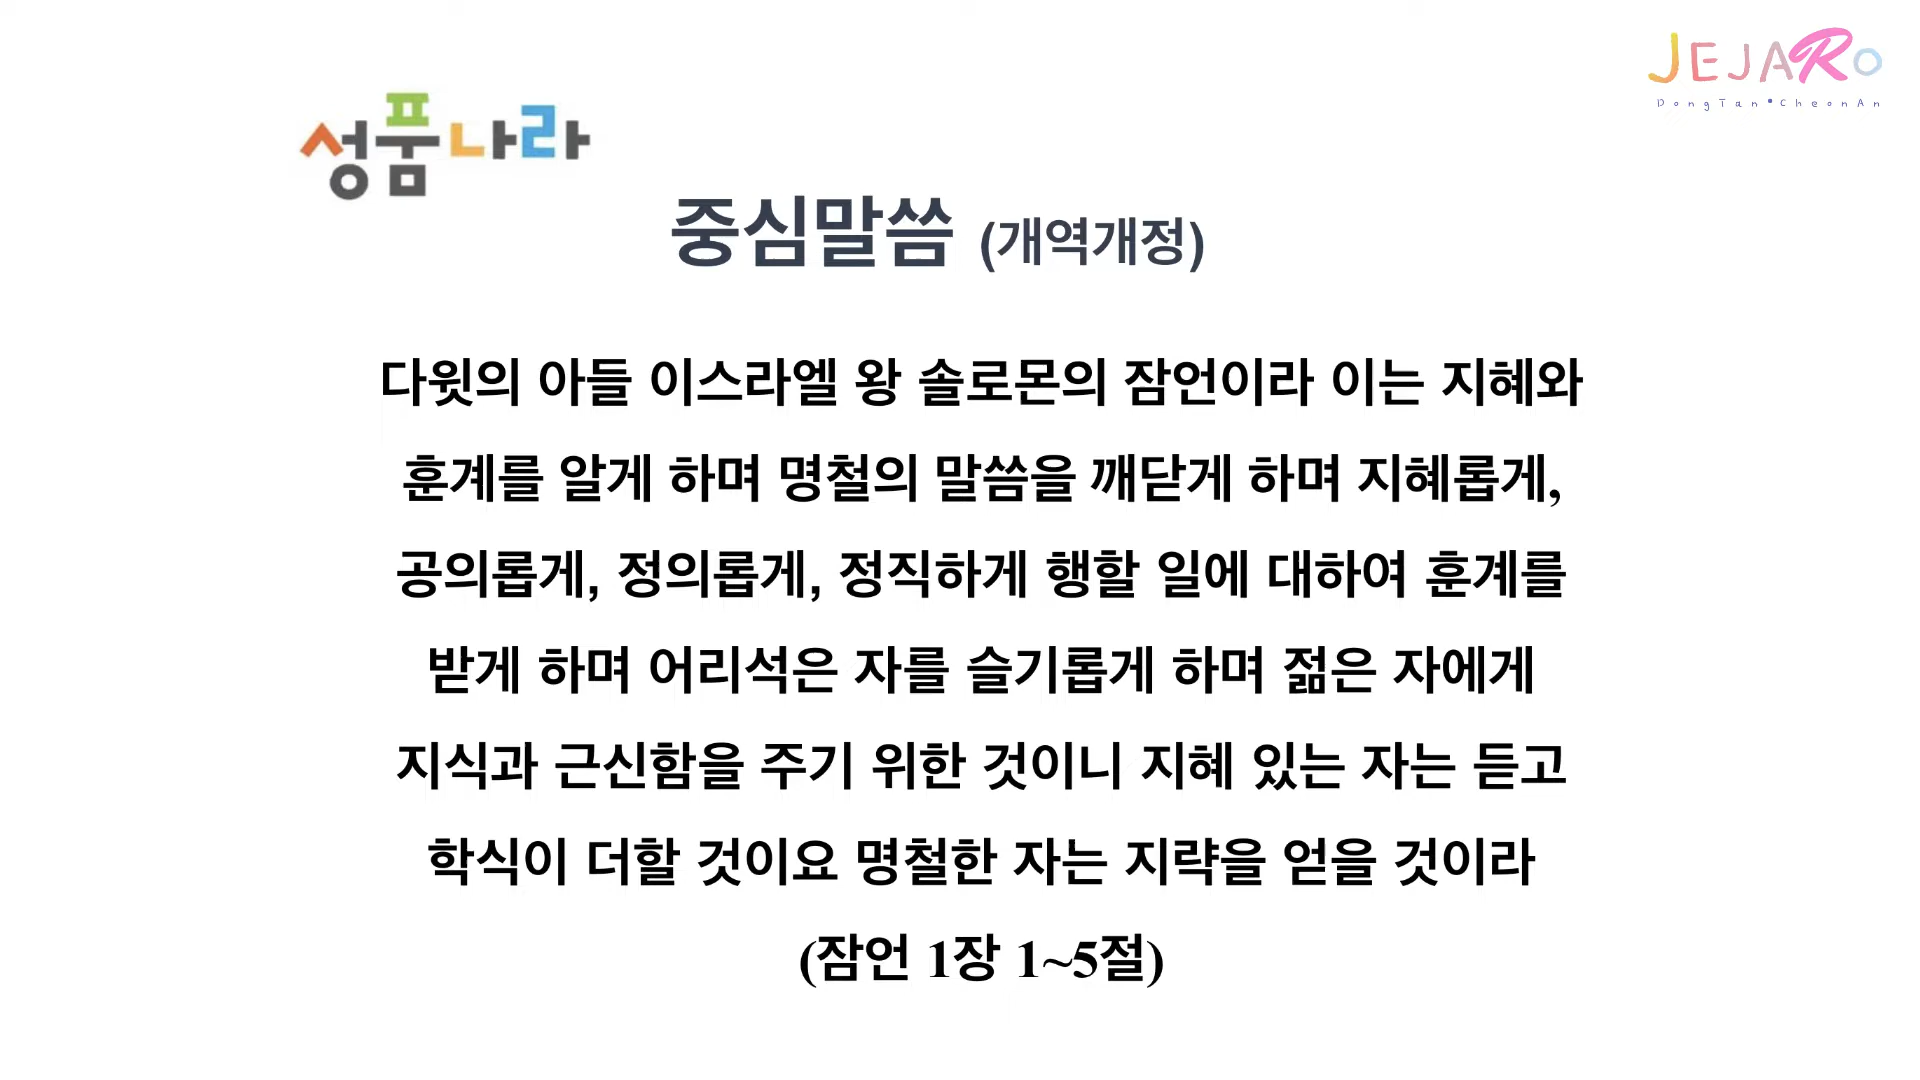 JEJARO
DongTan•CheonAn
성품나라
중심말씀 (개역개정)
다윗의 아들 이스라엘 왕 솔로몬의 잠언이라 이는 지혜와
훈계를 알게 하며 명철의 말씀을 깨닫게 하며 지혜롭게,
공의롭게, 정의롭게, 정직하게 행할 일에 대하여 훈계를
받게 하며 어리석은 자를 슬기롭게 하며 젊은 자에게
지식과 근신함을 주기 위한 것이니 지혜 있는 자는 듣고
학식이 더할 것이요 명철한 자는 지략을 얻을 것이라
(잠언 1장 1~5절)